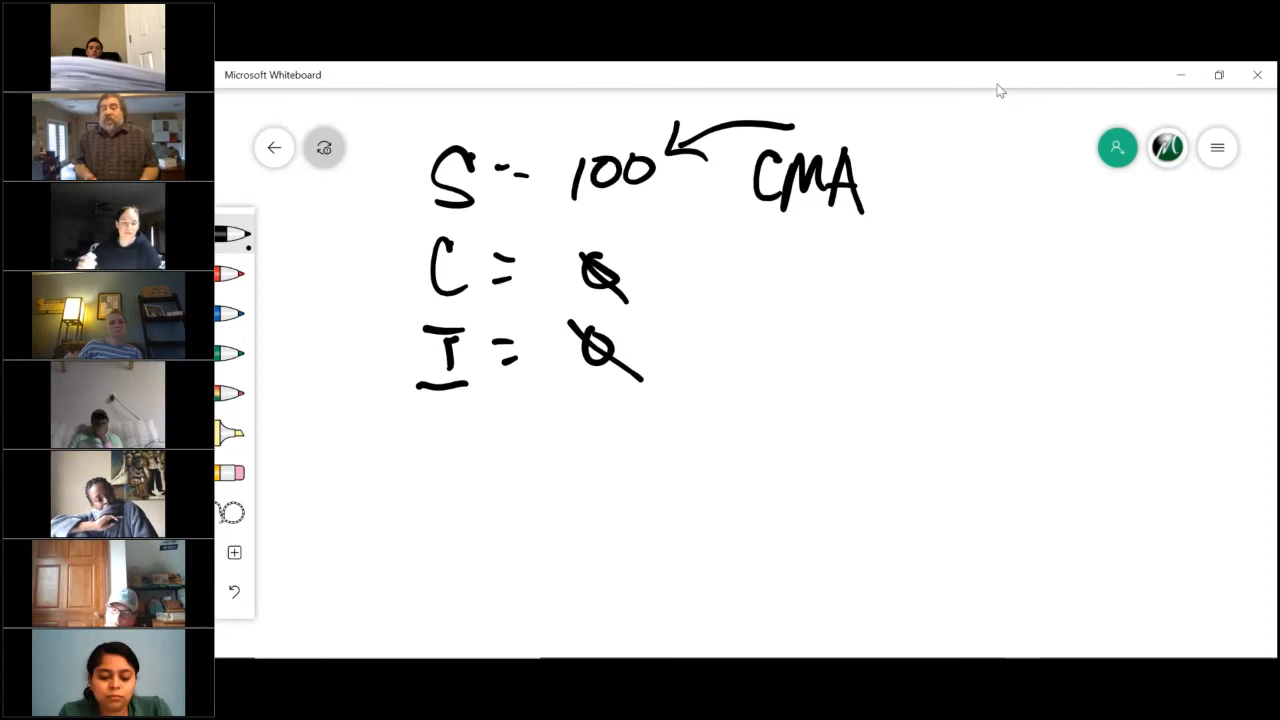 Microsoft Whiteboard
S -- 100 CMA
C = 0
I = 0